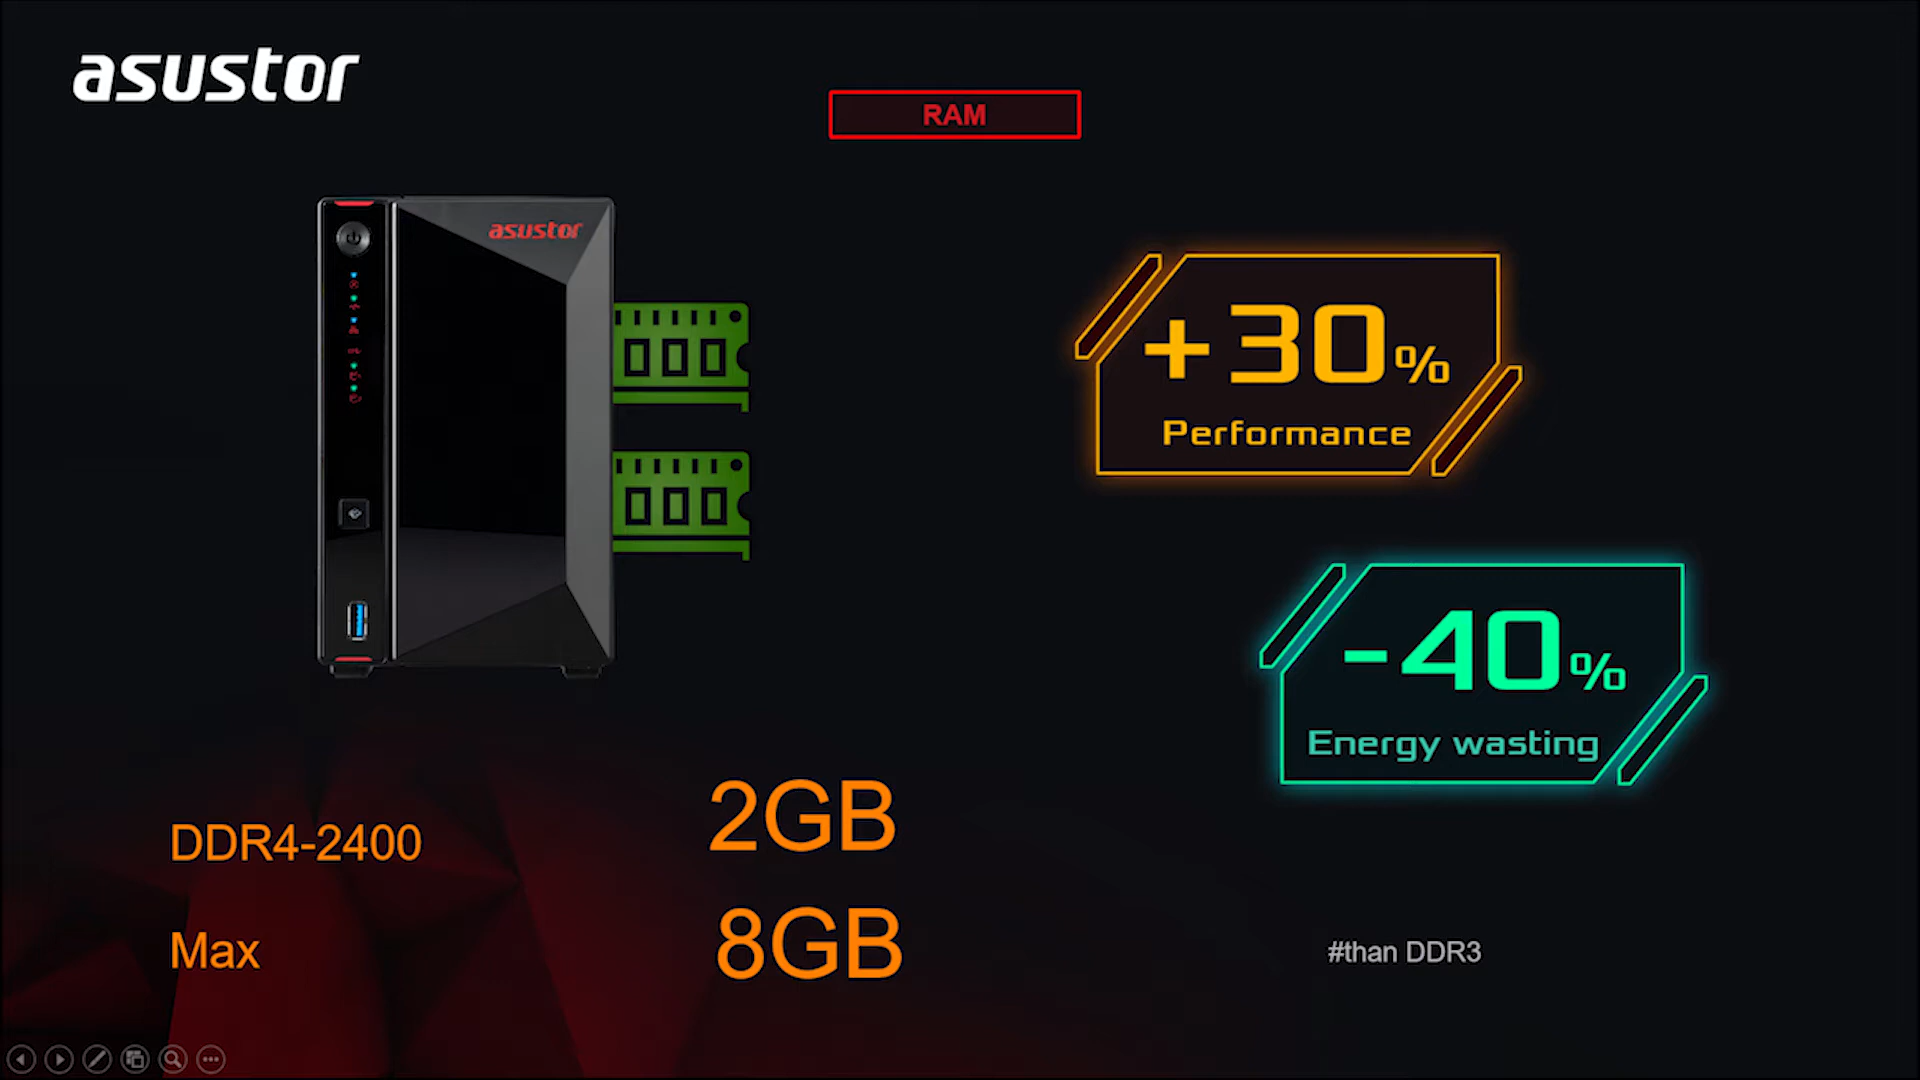 asustor
RAM
asustor
+30%
Performance
-40%
Energy wasting
DDR4-2400
2GB
Max
8GB
#than DDR3